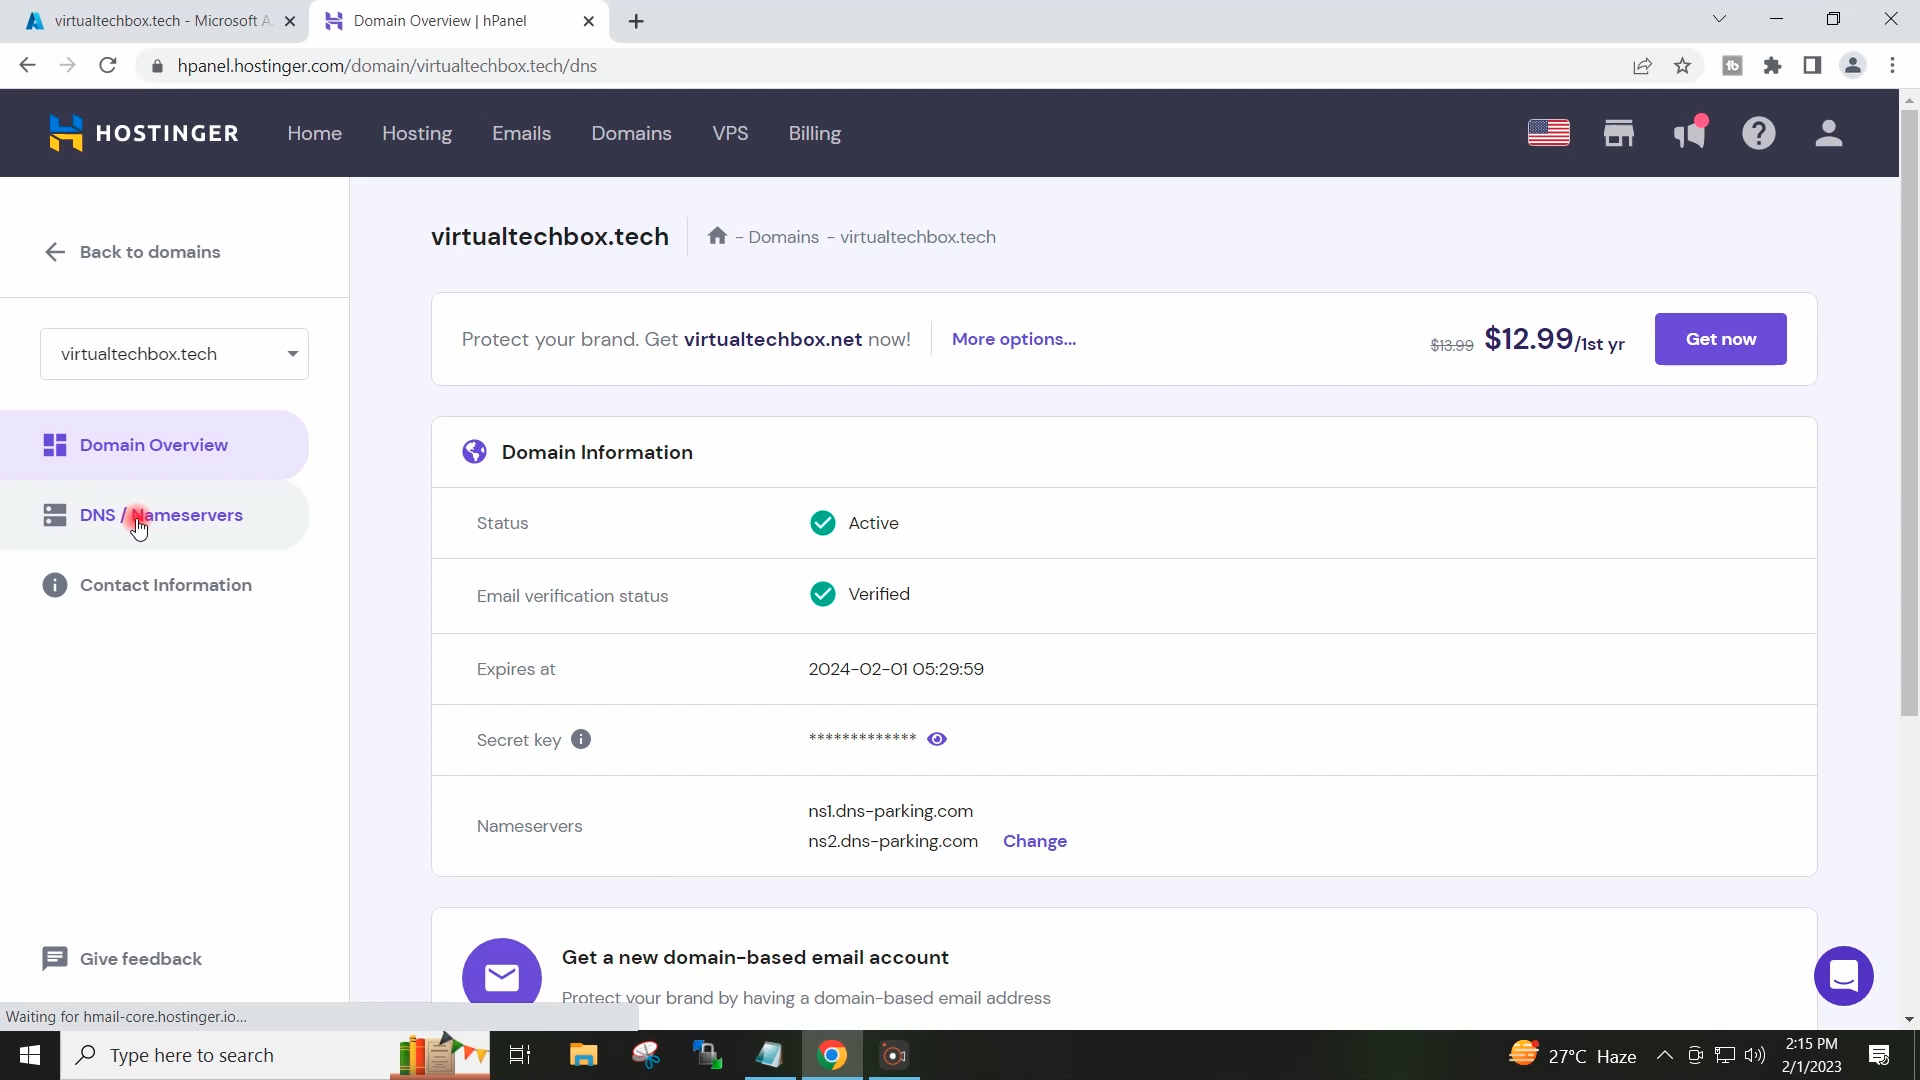 virtualtechbox.tech - Microsoft A
Domain Overview | hPanel
hpanel.hostinger.com/domain/virtualtechbox.tech/dns
HOSTINGER
Home
Hosting
Emails
Domains
VPS
Billing
Back to domains
virtualtechbox.tech
Domain Overview
DNS / Nameservers
Contact Information
Give feedback
virtualtechbox.tech
- Domains - virtualtechbox.tech
Protect your brand. Get virtualtechbox.net now!
More options...
$13.99 $12.99/1st yr
Get now
Domain Information
Status
Active
Email verification status
Verified
Expires at
2024-02-01 05:29:59
Secret key
*************
Nameservers
ns1.dns-parking.com
ns2.dns-parking.com
Change
Get a new domain-based email account
Protect your brand by having a domain-based email address
Waiting for hmail-core.hostinger.io...
Type here to search
27°C Haze
2:15 PM
2/1/2023